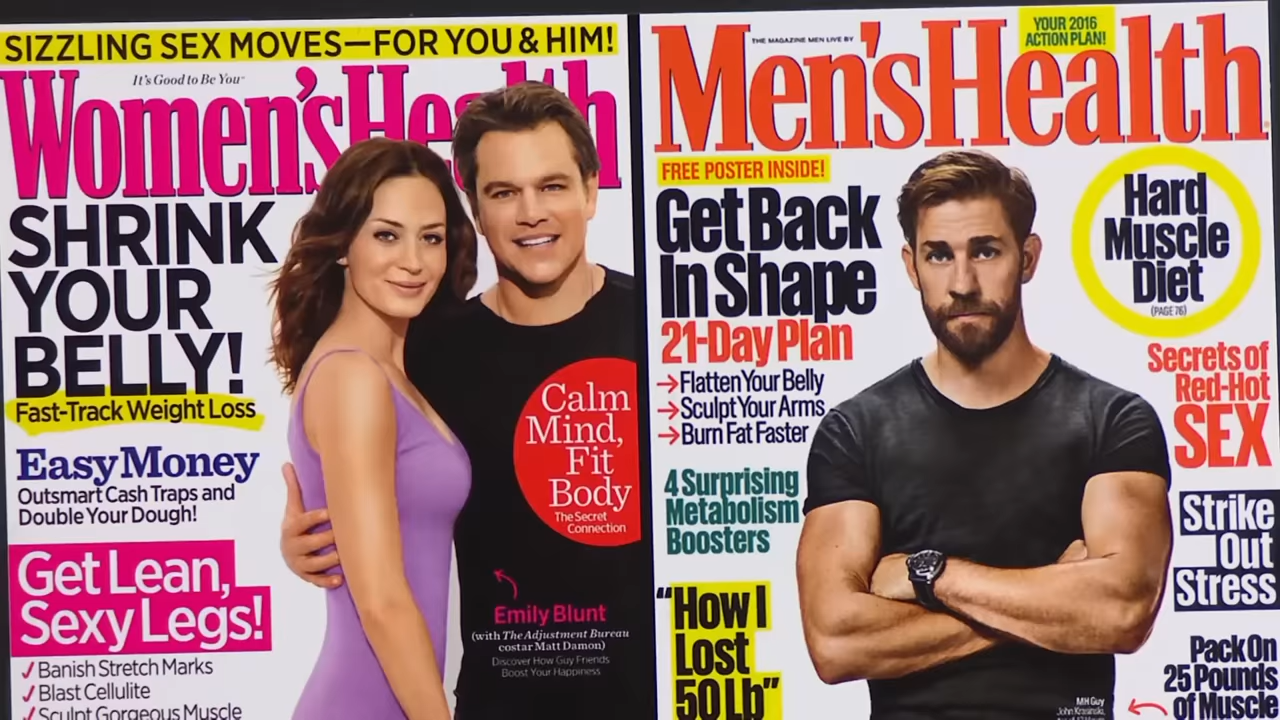 SIZZLING SEX MOVES—FOR YOU & HIM!
It's Good to Be You
Women's Health
SHRINK
YOUR
BELLY!
Fast-Track Weight Loss
Easy Money
Outsmart Cash Traps and
Double Your Dough!
Get Lean,
Sexy Legs!
✓ Banish Stretch Marks
✓ Blast Cellulite
✓ Sculpt Gorgeous Muscle
Calm
Mind,
Fit
Body
The Secret
Connection
Emily Blunt
(with The Adjustment Bureau
costar Matt Damon)
Discover How Guy Friends
Boost Your Happiness
THE MAGAZINE MEN LIVE BY
YOUR 2016
ACTION PLAN!
Men'sHealth
FREE POSTER INSIDE!
Get Back
In Shape
21-Day Plan
→Flatten Your Belly
→Sculpt Your Arms
→Burn Fat Faster
4 Surprising
Metabolism
Boosters
"How I
Lost
50 Lb"
Hard
Muscle
Diet
(PAGE 76)
Secrets of
Red-Hot
SEX
Strike
Out
Stress
Pack On
25 Pounds
of Muscle
MH Guy
John Krasinski,